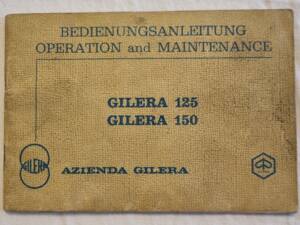 BEDIENUNGSANLEITUNG
OPERATION and MAINTENANCE
GILERA 125
GILERA 150
GILERA
AZIENDA GILERA